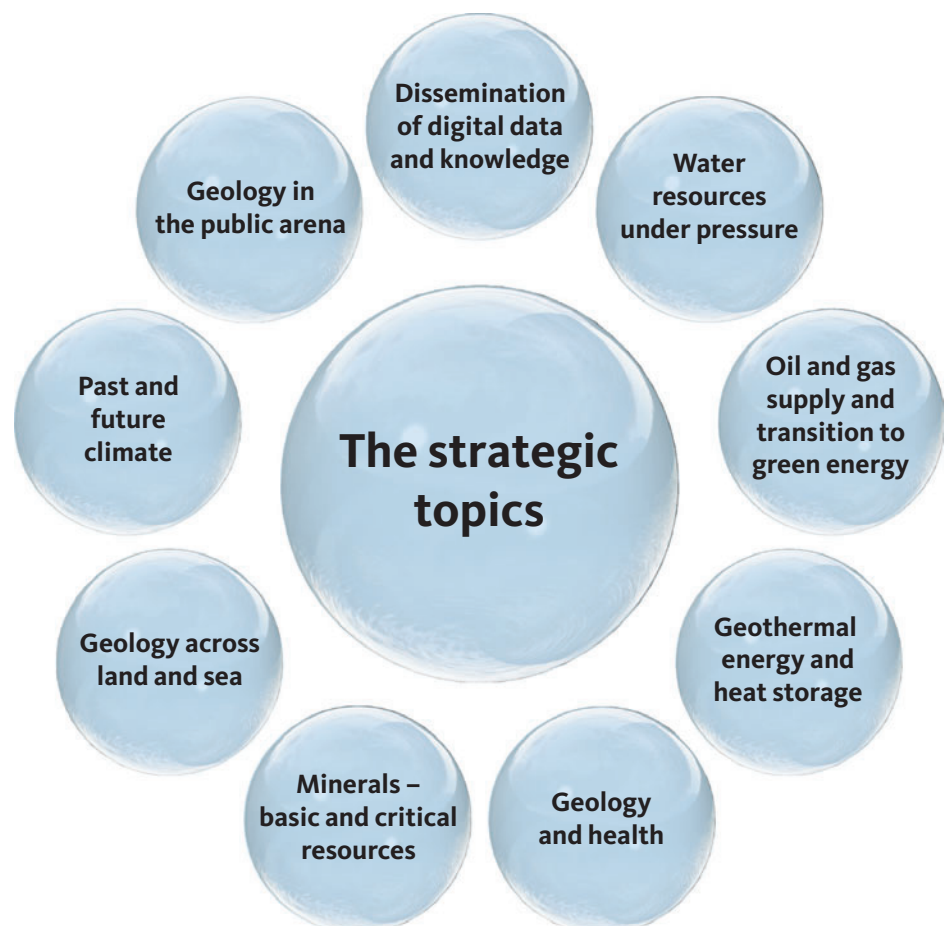 Dissemination
of digital data
and knowledge
Water
resources
under pressure
Oil and gas
supply and
transition to
green energy
Geothermal
energy and
heat storage
Geology
and health
Minerals –
basic and critical
resources
Geology across
land and sea
Past and
future
climate
Geology in
the public arena
The strategic
topics